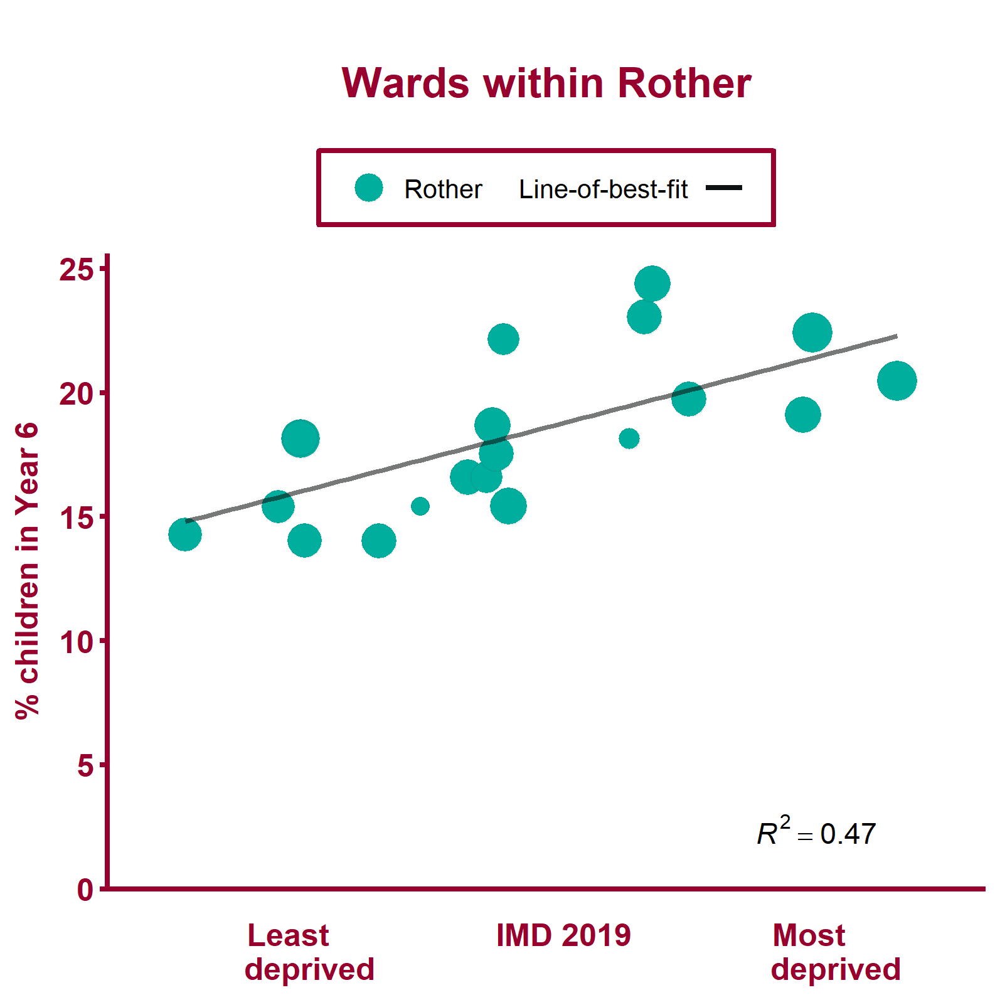 Wards within Rother
Rother
Line-of-best-fit
25
20
15
10
5
0
% children in Year 6
R² = 0.47
Least
deprived
IMD 2019
Most
deprived